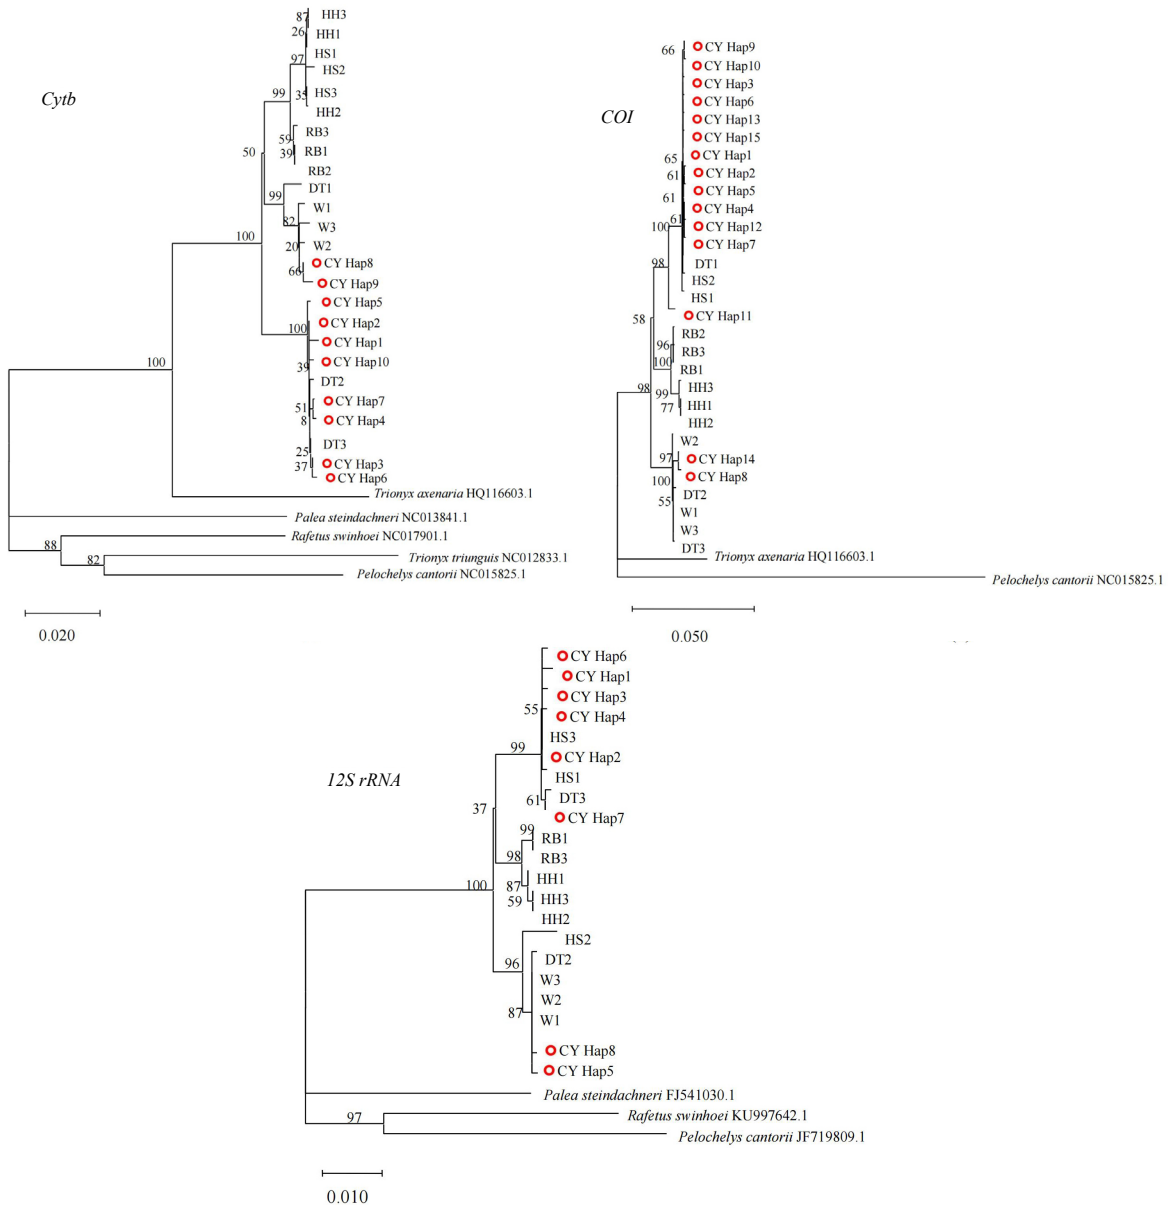 Cytb
87
HH3
26
HH1
97
HS1
HS2
35
HS3
HH2
99
59
RB3
39
RB1
RB2
50
DT1
99
W1
82
W3
20
W2
66
CY Hap8
CY Hap9
100
CY Hap5
100
CY Hap2
CY Hap1
39
CY Hap10
DT2
51
CY Hap7
8
CY Hap4
DT3
25
37
CY Hap3
CY Hap6
100
Trionyx axenaria HQ116603.1
Palea steindachneri NC013841.1
Rafetus swinhoei NC017901.1
88
Trionyx triunguis NC012833.1
82
Pelochelys cantorii NC015825.1
0.020
COI
66
CY Hap9
CY Hap10
CY Hap3
CY Hap6
CY Hap13
CY Hap15
65
CY Hap1
61
CY Hap2
CY Hap5
61
CY Hap4
61
100
CY Hap12
CY Hap7
98
DT1
HS2
HS1
58
CY Hap11
RB2
96
RB3
100
RB1
98
99
HH3
77
HH1
HH2
W2
97
CY Hap14
100
CY Hap8
55
DT2
W1
W3
DT3
Trionyx axenaria HQ116603.1
Pelochelys cantorii NC015825.1
0.050
12S rRNA
CY Hap6
CY Hap1
CY Hap3
55
CY Hap4
HS3
99
CY Hap2
HS1
61
DT3
37
CY Hap7
99
RB1
98
RB3
87
HH1
59
HH3
HH2
100
HS2
96
DT2
W3
W2
87
W1
CY Hap8
CY Hap5
Palea steindachneri FJ541030.1
Rafetus swinhoei KU997642.1
97
Pelochelys cantorii JF719809.1
0.010